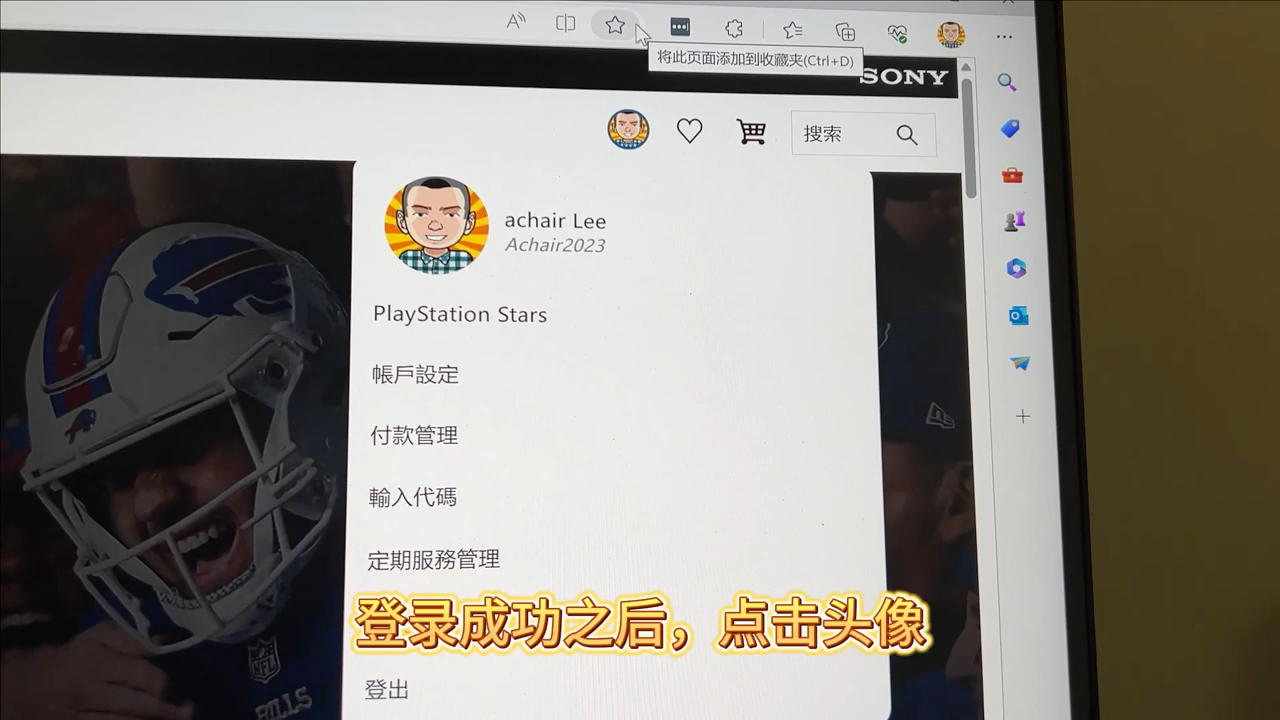 将此页面添加到收藏夹(Ctrl+D)
SONY
搜索
achair Lee
Achair2023
PlayStation Stars
帳戶設定
付款管理
輸入代碼
定期服務管理
登录成功之后，点击头像
登出
NFL
BILLS